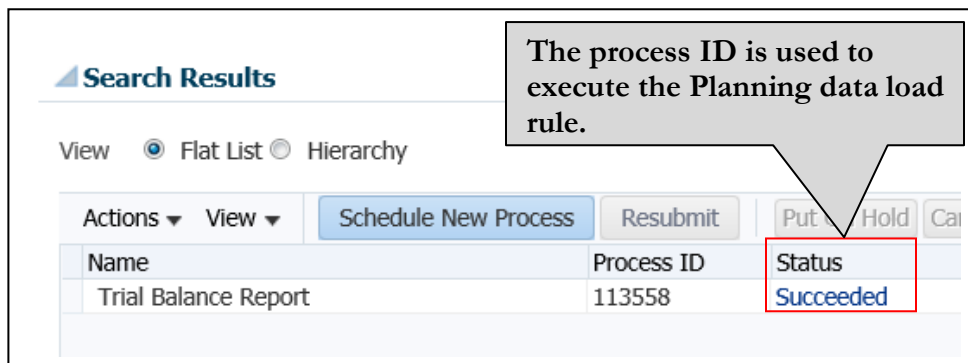 The process ID is used to
execute the Planning data load
rule.
Search Results
View Flat List Hierarchy
Actions View Schedule New Process Resubmit Put Hold
Name Process ID Status
Trial Balance Report 113558 Succeeded